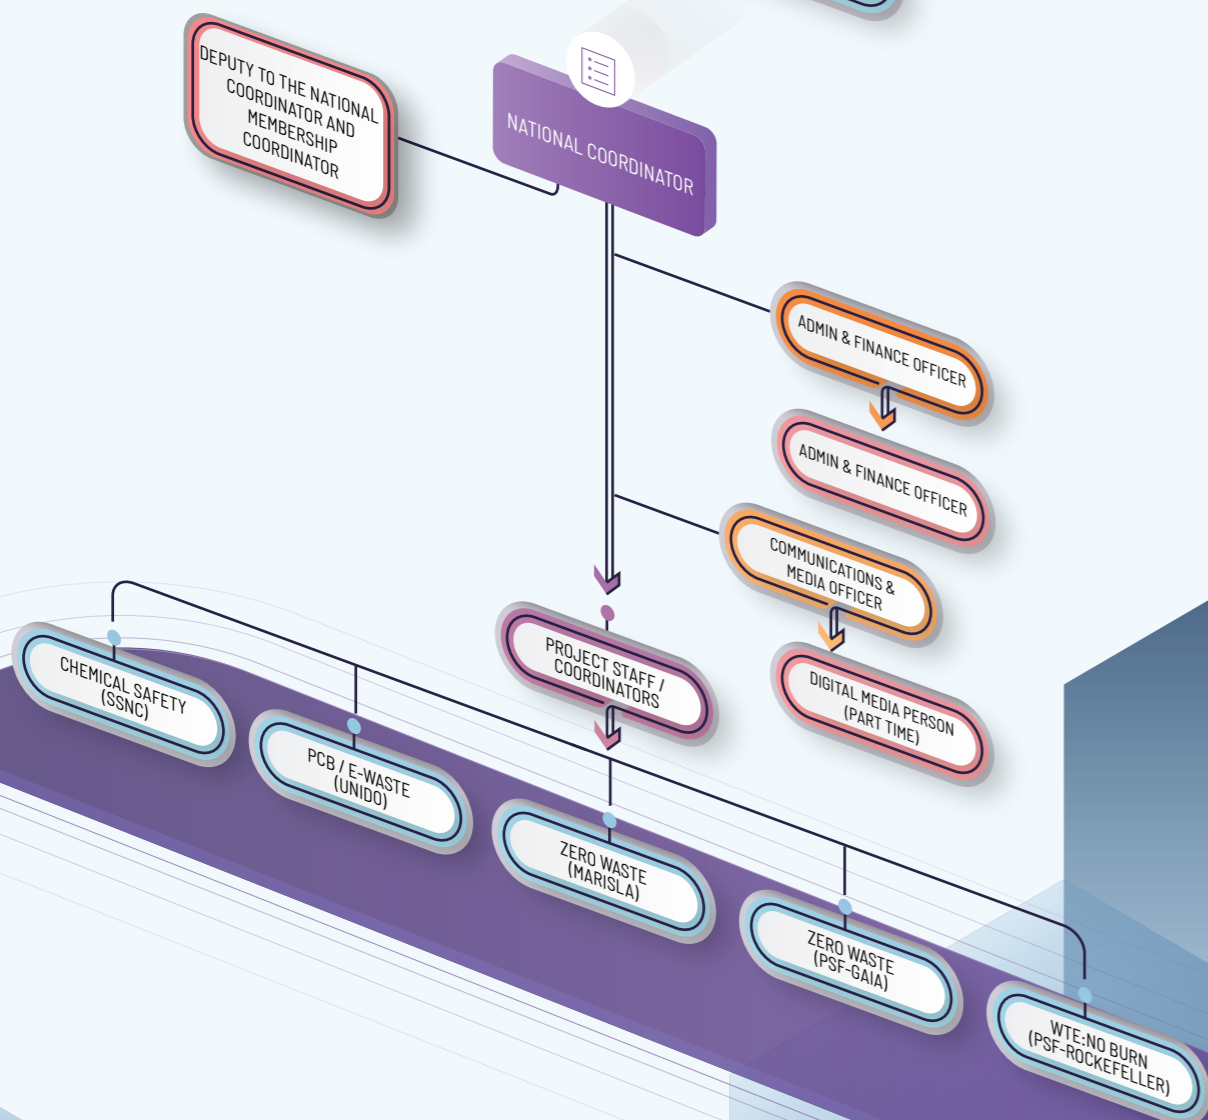 DEPUTY TO THE NATIONAL
COORDINATOR AND
MEMBERSHIP
COORDINATOR
NATIONAL COORDINATOR
ADMIN & FINANCE OFFICER
ADMIN & FINANCE OFFICER
COMMUNICATIONS &
MEDIA OFFICER
PROJECT STAFF /
COORDINATORS
DIGITAL MEDIA PERSON
(PART TIME)
CHEMICAL SAFETY
(SSNC)
PCB / E-WASTE
(UNIDO)
ZERO WASTE
(MARISLA)
ZERO WASTE
(PSF-GAIA)
WTE:NO BURN
(PSF-ROCKEFELLER)